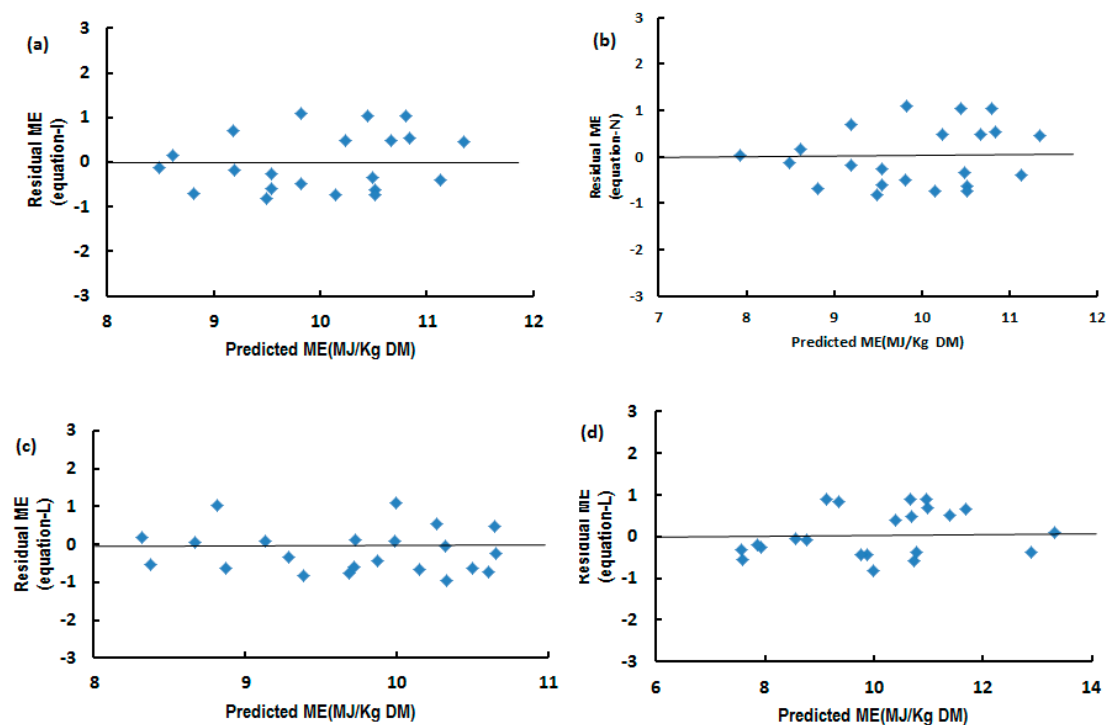 (a)
3
2
1
0
-1
-2
-3
Residual ME
(equation-I)
8 9 10 11 12
Predicted ME(MJ/Kg DM)
(b)
3
2
1
0
-1
-2
-3
Residual ME
(equation-N)
7 8 9 10 11 12
Predicted ME(MJ/Kg DM)
(c)
3
2
1
0
-1
-2
-3
Residual ME
(equation-L)
8 9 10 11
Predicted ME(MJ/Kg DM)
(d)
3
2
1
0
-1
-2
-3
Residual ME
(equation-L)
6 8 10 12 14
Predicted ME(MJ/Kg DM)